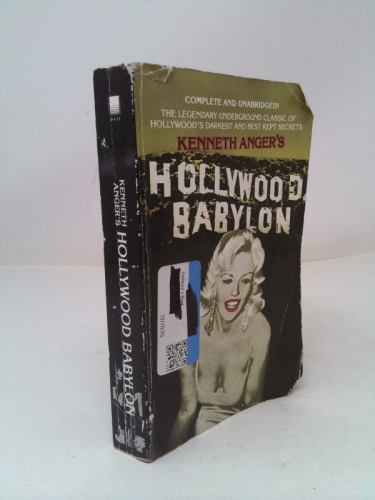 COMPLETE AND UNABRIDGED!
THE LEGENDARY UNDERGROUND CLASSIC OF
HOLLYWOOD'S DARKEST AND BEST KEPT SECRETS
KENNETH ANGER'S
HOLLYWOOD
BABYLON
Dell
KENNETH
ANGER'S
HOLLYWOOD BABYLON